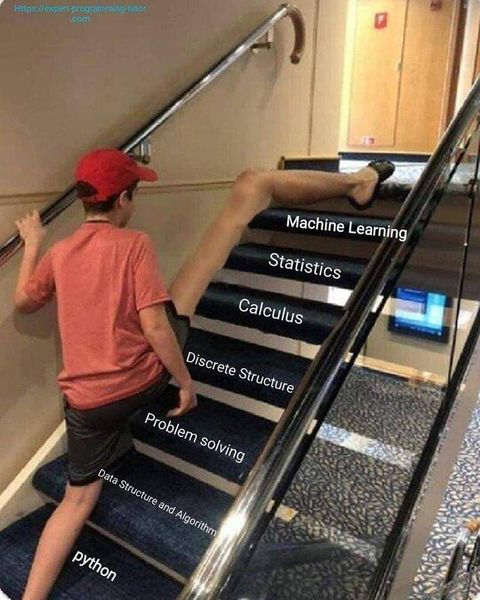 Https://expert-programming-tutor
.com
Machine Learning
Statistics
Calculus
Discrete Structure
Problem solving
Data Structure and Algorithm
python